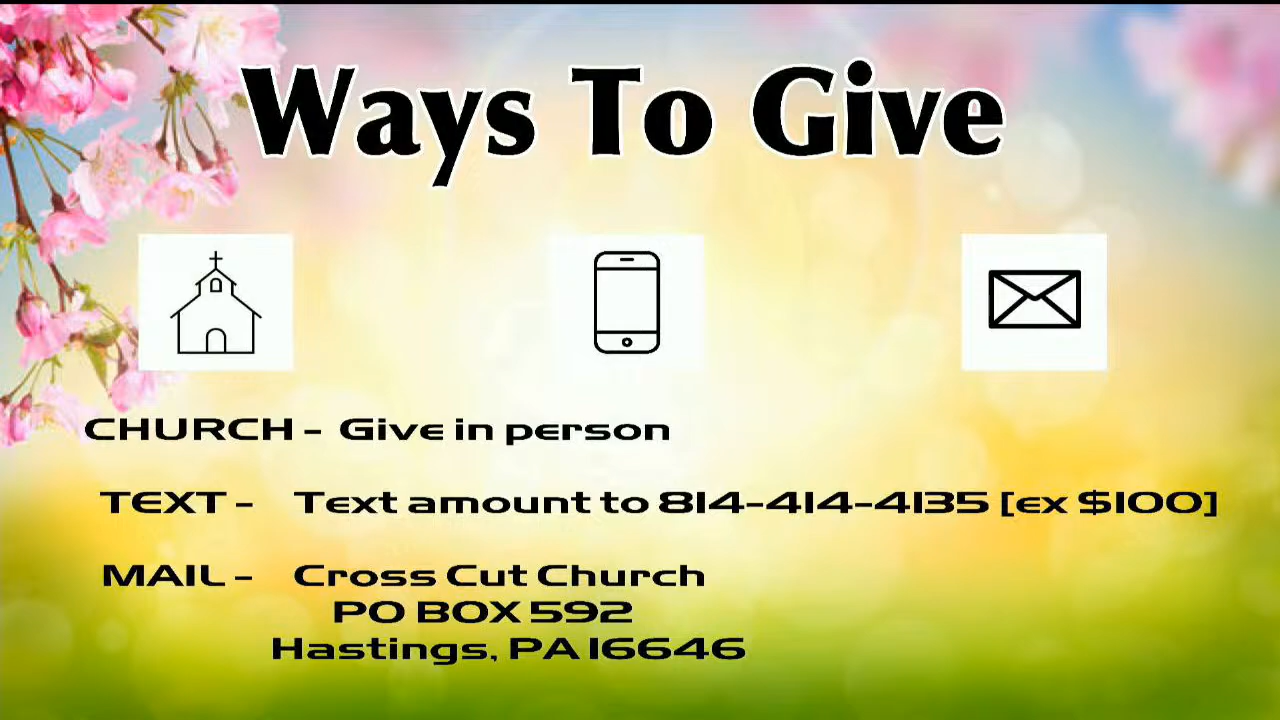 Ways To Give
CHURCH - Give in person
TEXT - Text amount to 814-414-4135 [ex $100]
MAIL - Cross Cut Church
PO BOX 592
Hastings, PA 16646